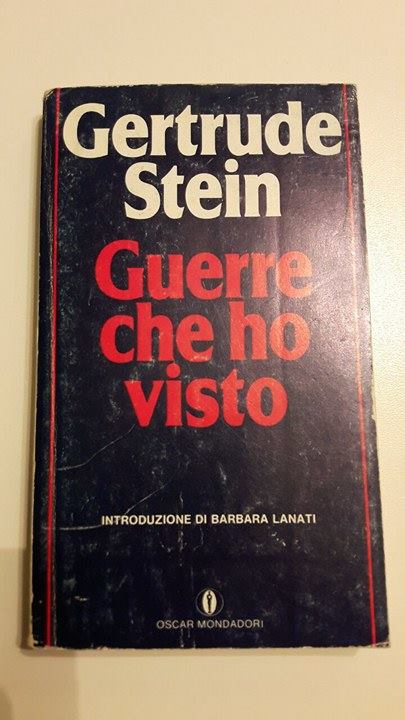 Gertrude
Stein
Guerre
che ho
visto
INTRODUZIONE DI BARBARA LANATI
OSCAR MONDADORI